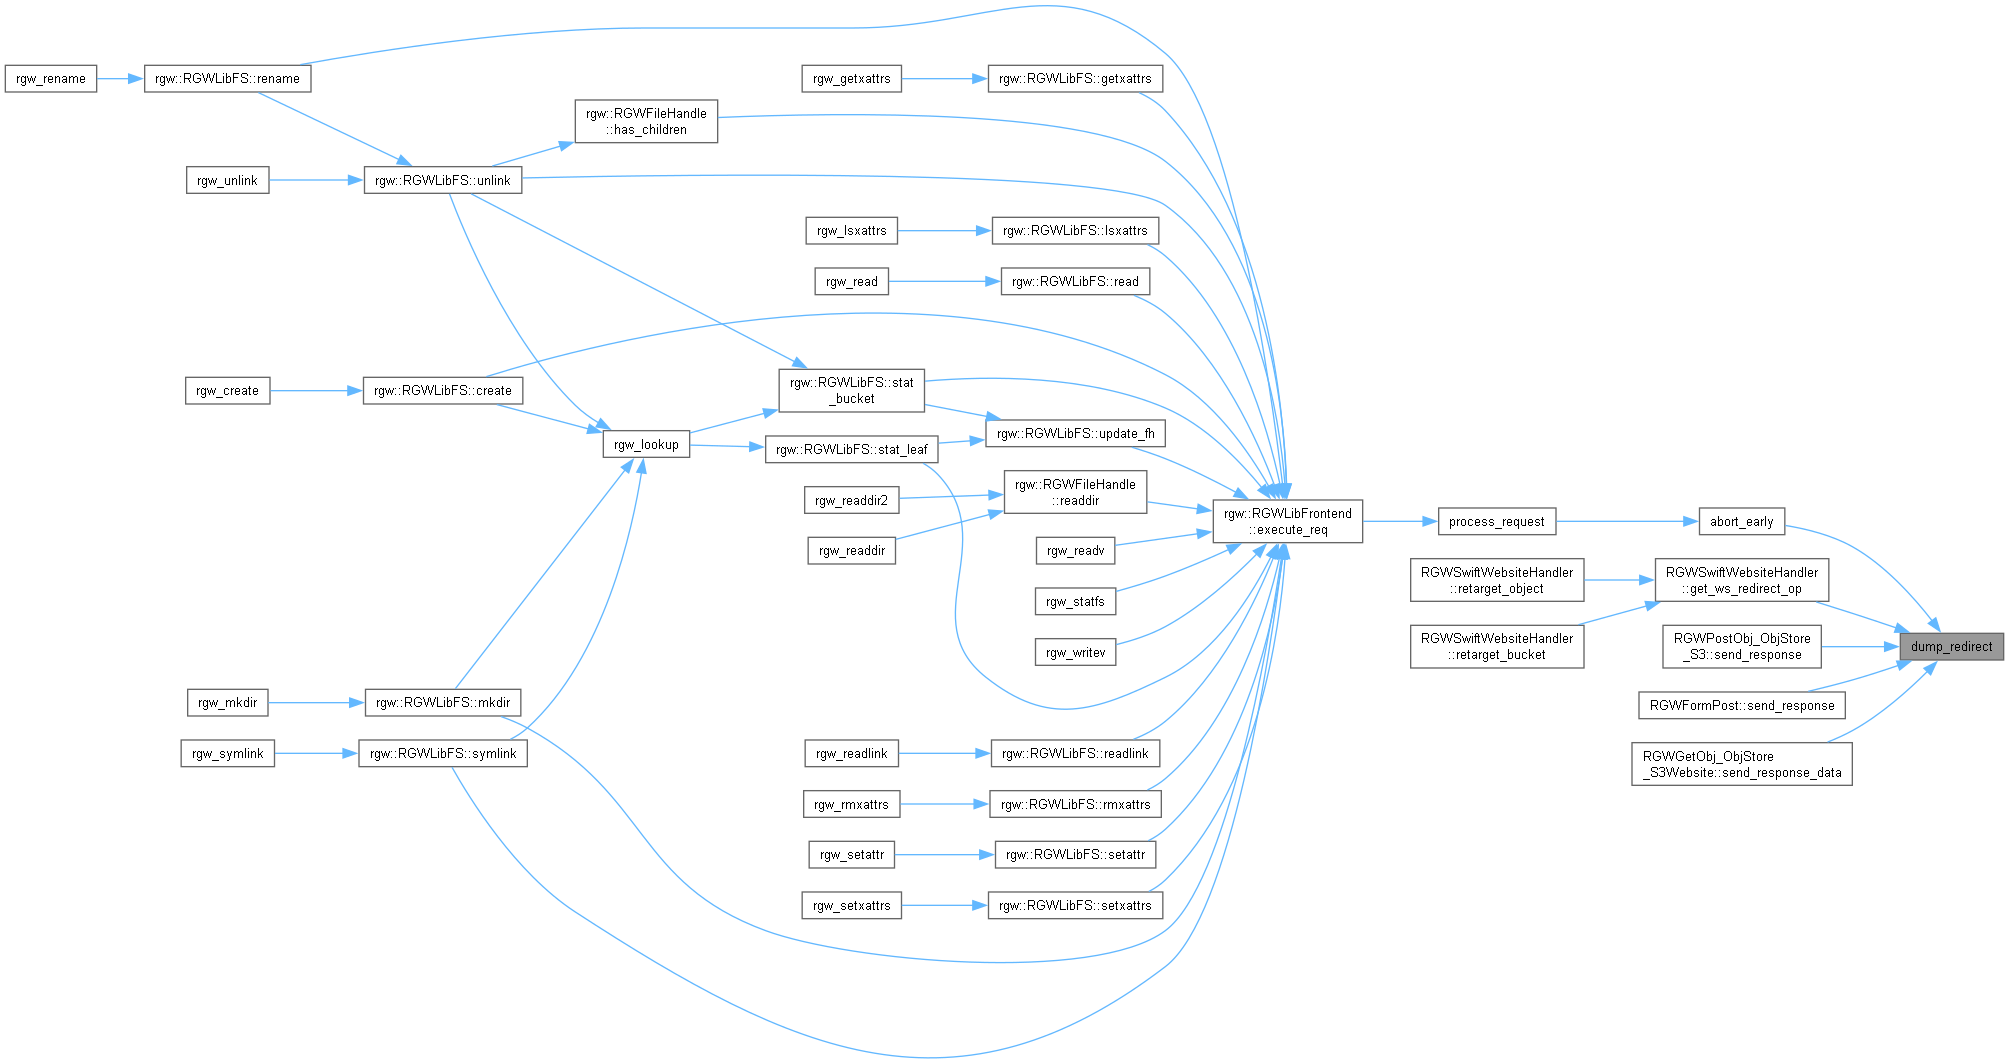 rgw_rename
rgw::RGWLibFS::rename
rgw_getxattrs
rgw::RGWLibFS::getxattrs
rgw::RGWFileHandle
::has_children
rgw_unlink
rgw::RGWLibFS::unlink
rgw_lsxattrs
rgw::RGWLibFS::lsxattrs
rgw_read
rgw::RGWLibFS::read
rgw_create
rgw::RGWLibFS::create
rgw::RGWLibFS::stat
_bucket
rgw_lookup
rgw::RGWLibFS::update_fh
rgw::RGWLibFS::stat_leaf
rgw_readdir2
rgw::RGWFileHandle
::readdir
rgw_readdir
rgw_readv
rgw_statfs
rgw_writev
rgw::RGWLibFrontend
::execute_req
process_request
abort_early
RGWSwiftWebsiteHandler
::retarget_object
RGWSwiftWebsiteHandler
::get_ws_redirect_op
RGWSwiftWebsiteHandler
::retarget_bucket
RGWPostObj_ObjStore
_S3::send_response
dump_redirect
RGWFormPost::send_response
RGWGetObj_ObjStore
_S3Website::send_response_data
rgw_mkdir
rgw::RGWLibFS::mkdir
rgw_symlink
rgw::RGWLibFS::symlink
rgw_readlink
rgw::RGWLibFS::readlink
rgw_rmxattrs
rgw::RGWLibFS::rmxattrs
rgw_setattr
rgw::RGWLibFS::setattr
rgw_setxattrs
rgw::RGWLibFS::setxattrs